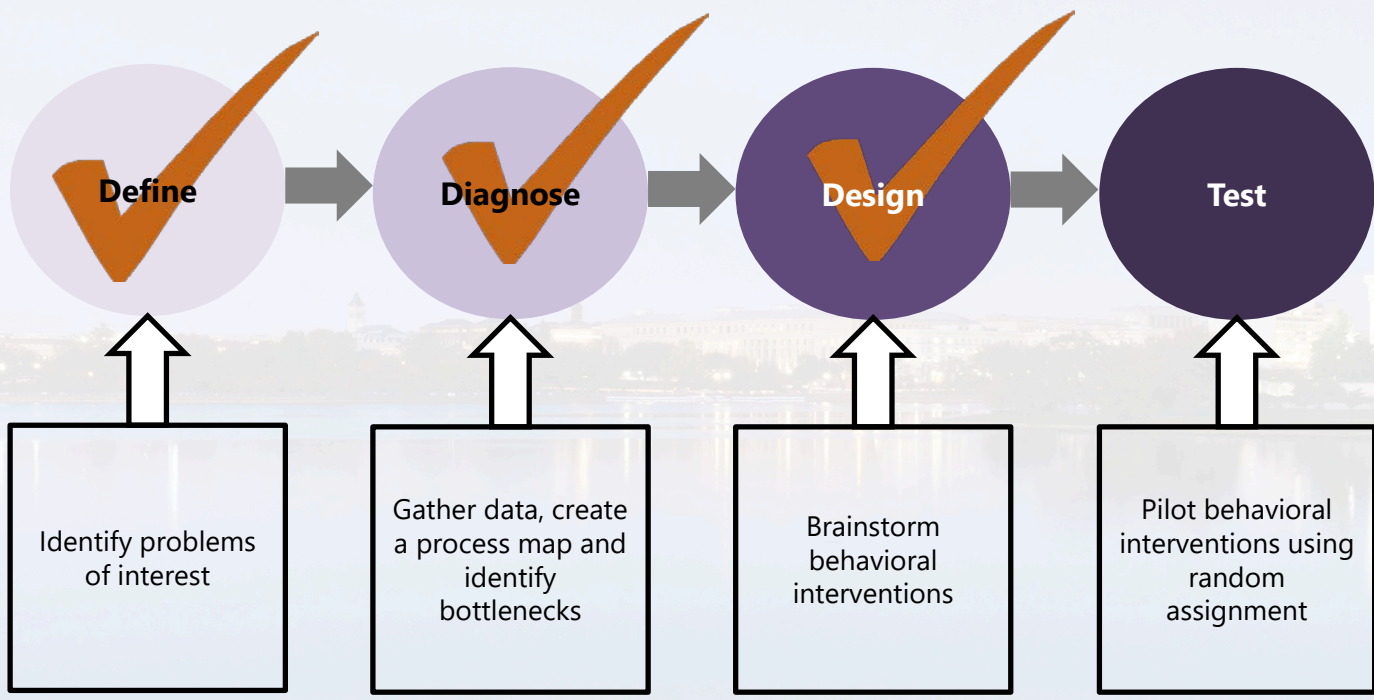 Define
Diagnose
Design
Test
Identify problems
of interest
Gather data, create
a process map and
identify
bottlenecks
Brainstorm
behavioral
interventions
Pilot behavioral
interventions using
random
assignment